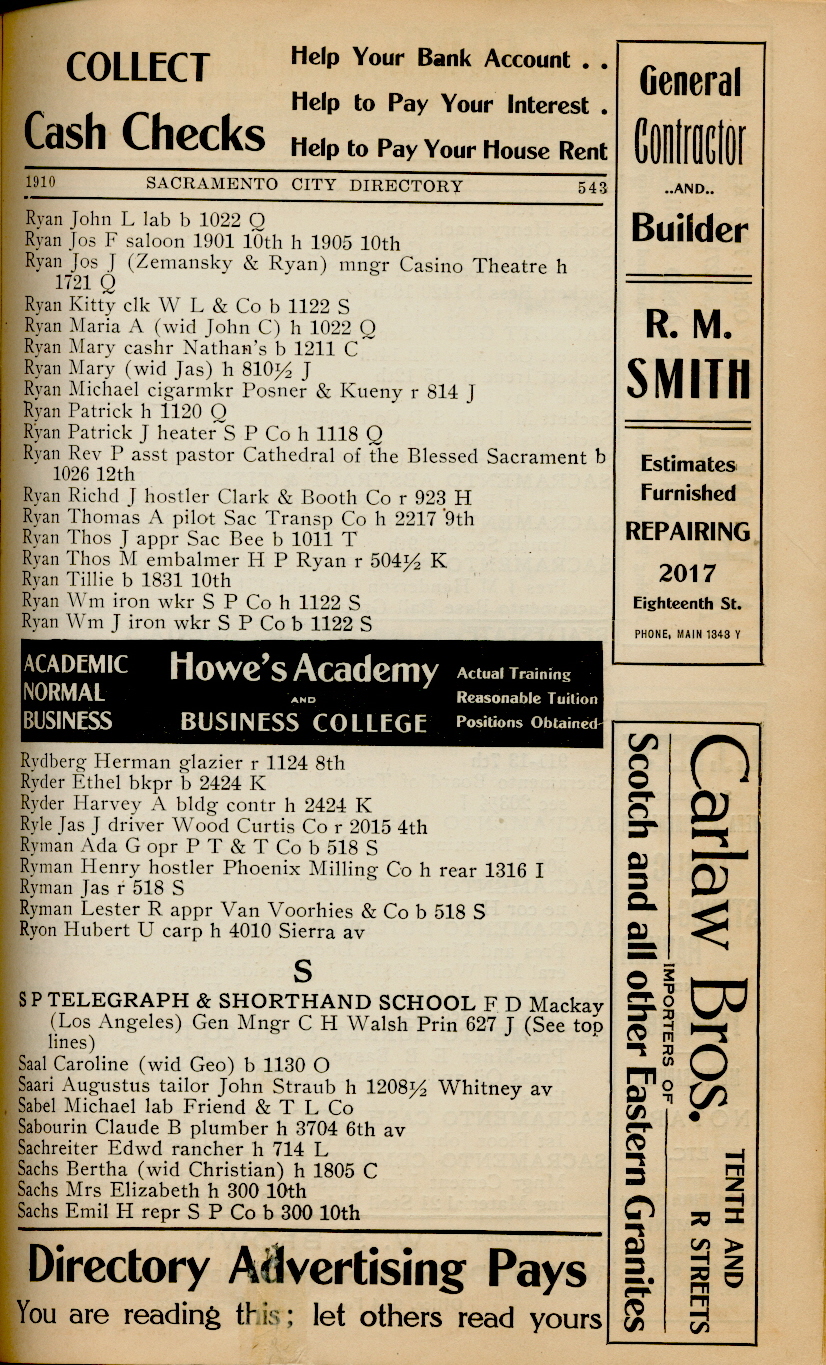 COLLECT
Cash Checks
Help Your Bank Account . .
Help to Pay Your Interest .
Help to Pay Your House Rent
1910 SACRAMENTO CITY DIRECTORY 543
Ryan John L lab b 1022 Q
Ryan Jos F saloon 1901 10th h 1905 10th
Ryan Jos J (Zemansky & Ryan) mngr Casino Theatre h
1721 Q
Ryan Kitty clk W L & Co b 1122 S
Ryan Maria A (wid John C) h 1022 Q
Ryan Mary cashr Nathan's b 1211 C
Ryan Mary (wid Jas) h 810½ J
Ryan Michael cigarmkr Posner & Kueny r 814 J
Ryan Patrick h 1120 Q
Ryan Patrick J heater S P Co h 1118 Q
Ryan Rev P asst pastor Cathedral of the Blessed Sacrament b
1026 12th
Ryan Richd J hostler Clark & Booth Co r 923 H
Ryan Thomas A pilot Sac Transp Co h 2217 9th
Ryan Thos J appr Sac Bee b 1011 T
Ryan Thos M embalmer H P Ryan r 504½ K
Ryan Tillie b 1831 10th
Ryan Wm iron wkr S P Co h 1122 S
Ryan Wm J iron wkr S P Co b 1122 S
ACADEMIC
NORMAL
BUSINESS
Howe's Academy
AND
BUSINESS COLLEGE
Actual Training
Reasonable Tuition
Positions Obtained
Rydberg Herman glazier r 1124 8th
Ryder Ethel bkpr b 2424 K
Ryder Harvey A bldg contr h 2424 K
Ryle Jas J driver Wood Curtis Co r 2015 4th
Ryman Ada G opr P T & T Co b 518 S
Ryman Henry hostler Phoenix Milling Co h rear 1316 I
Ryman Jas r 518 S
Ryman Lester R appr Van Voorhies & Co b 518 S
Ryon Hubert U carp h 4010 Sierra av
S
S P TELEGRAPH & SHORTHAND SCHOOL F D Mackay
(Los Angeles) Gen Mngr C H Walsh Prin 627 J (See top
lines)
Saal Caroline (wid Geo) b 1130 O
Saari Augustus tailor John Straub h 1208½ Whitney av
Sabel Michael lab Friend & T L Co
Sabourin Claude B plumber h 3704 6th av
Sachreiter Edwd rancher h 714 L
Sachs Bertha (wid Christian) h 1805 C
Sachs Mrs Elizabeth h 300 10th
Sachs Emil H repr S P Co b 300 10th
Directory Advertising Pays
You are reading this; let others read yours
General
Contractor
..AND..
Builder
R. M.
SMITH
Estimates
Furnished
REPAIRING
2017
Eighteenth St.
PHONE, MAIN 1343 Y
Carlaw Bros.
TENTH AND
R STREETS
IMPORTERS OF
Scotch and all other Eastern Granites